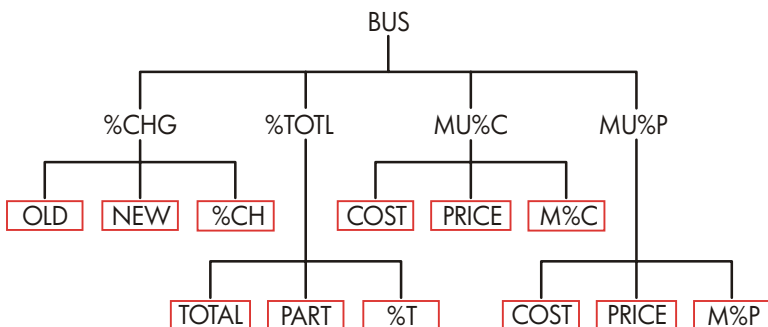 BUS
%CHG %TOTL MU%C MU%P
OLD NEW %CH COST PRICE M%C
TOTAL PART %T COST PRICE M%P